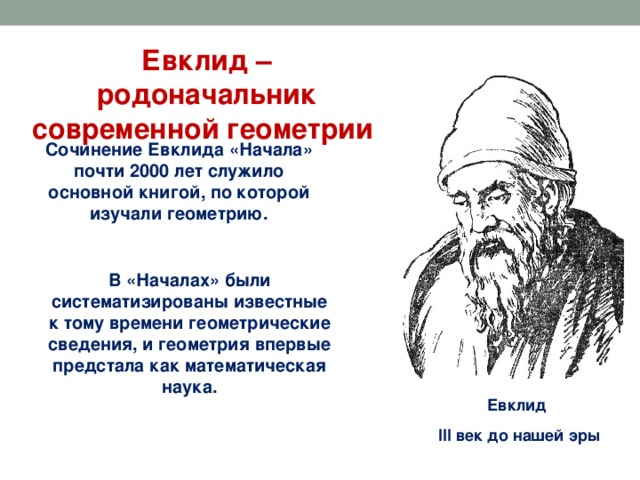 Евклид –
родоначальник
современной геометрии
Сочинение Евклида «Начала»
почти 2000 лет служило
основной книгой, по которой
изучали геометрию.
В «Началах» были
систематизированы известные
к тому времени геометрические
сведения, и геометрия впервые
предстала как математическая
наука.
Евклид
III век до нашей эры